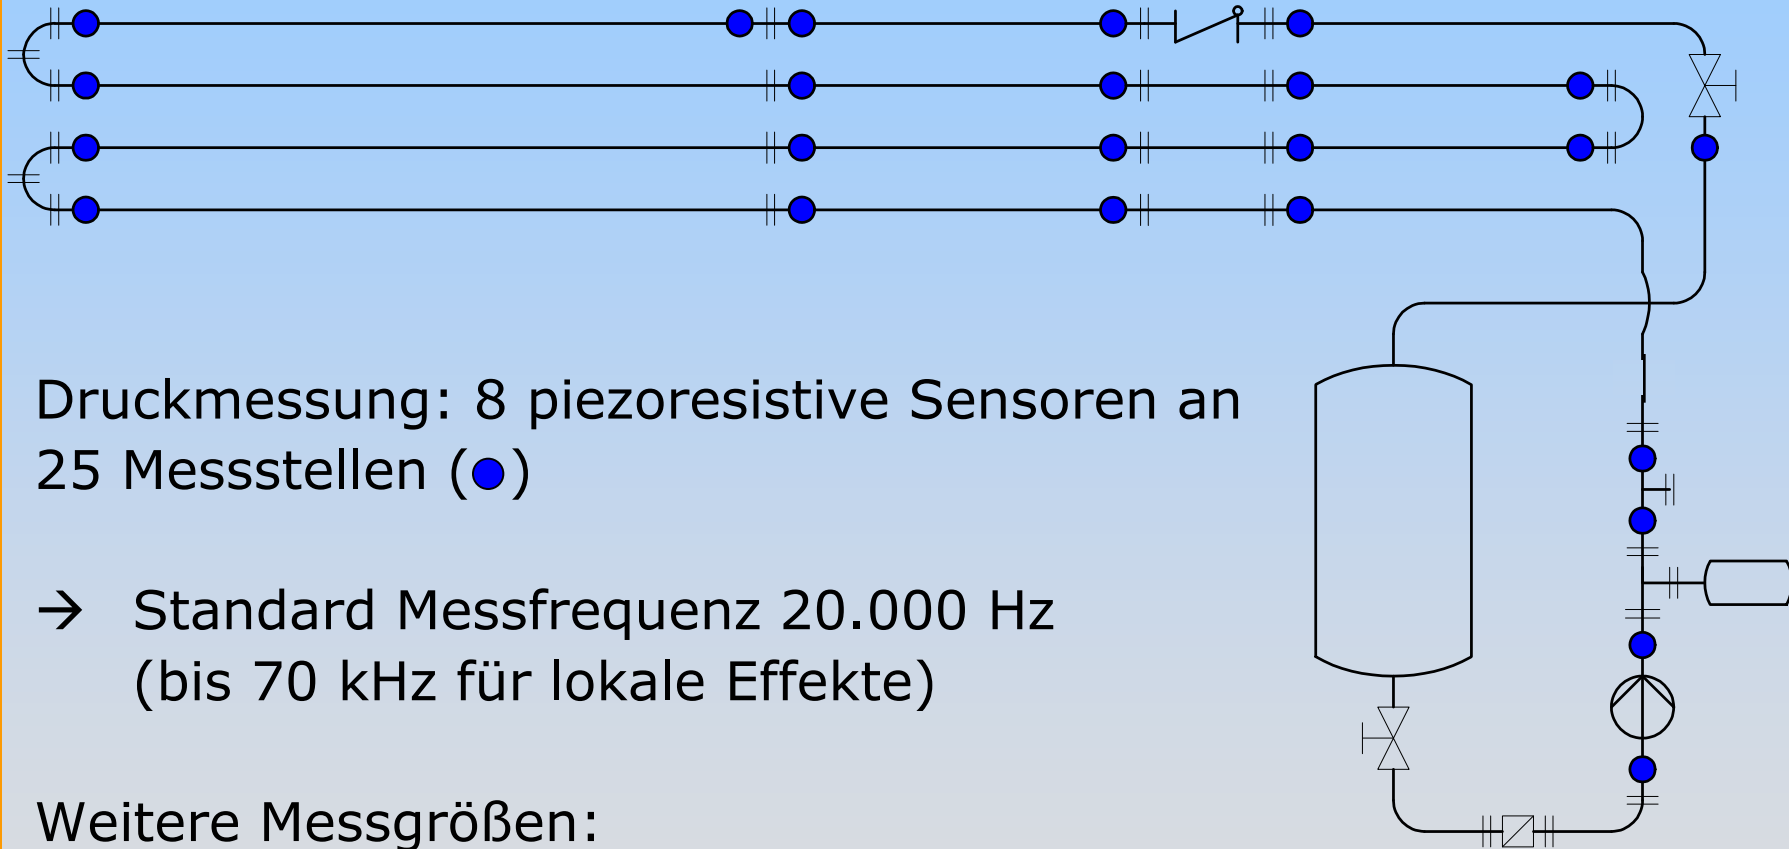 Druckmessung: 8 piezoresistive Sensoren an
25 Messstellen (●)
→ Standard Messfrequenz 20.000 Hz
(bis 70 kHz für lokale Effekte)
Weitere Messgrößen: